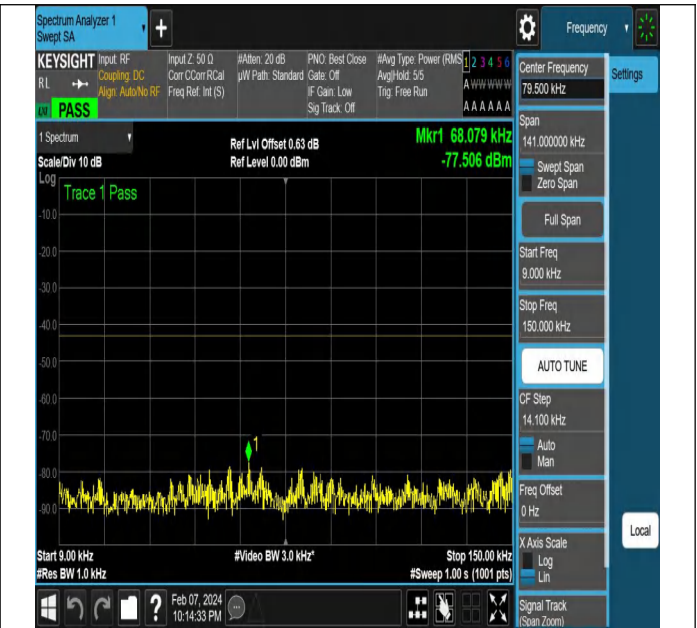 Spectrum Analyzer 1
Swept SA
+
Frequency
KEYSIGHT
RL
PASS
Input: RF
Coupling: DC
Align: Auto/No RF
Input Z: 50 Ω
Corr CCorr RCal
Freq Ref: Int (S)
#Atten: 20 dB
µW Path: Standard
PNO: Best Close
Gate: Off
IF Gain: Low
Sig Track: Off
#Avg Type: Power (RMS
Avg|Hold: 5/5
Trig: Free Run
1 2 3 4 5 6
A W W W W W
A A A A A A
1 Spectrum
Scale/Div 10 dB
Ref Lvl Offset 0.63 dB
Ref Level 0.00 dBm
Mkr1 68.079 kHz
-77.506 dBm
Log
Trace 1 Pass
-10.0
-20.0
-30.0
-40.0
-50.0
-60.0
-70.0
-80.0
-90.0
1
Start 9.00 kHz
#Res BW 1.0 kHz
#Video BW 3.0 kHz*
Stop 150.00 kHz
#Sweep 1.00 s (1001 pts)
Feb 07, 2024
10:14:33 PM
Settings
Center Frequency
79.500 kHz
Span
141.000000 kHz
Swept Span
Zero Span
Full Span
Start Freq
9.000 kHz
Stop Freq
150.000 kHz
AUTO TUNE
CF Step
14.100 kHz
Auto
Man
Freq Offset
0 Hz
X Axis Scale
Log
Lin
Signal Track
(Span Zoom)
Local